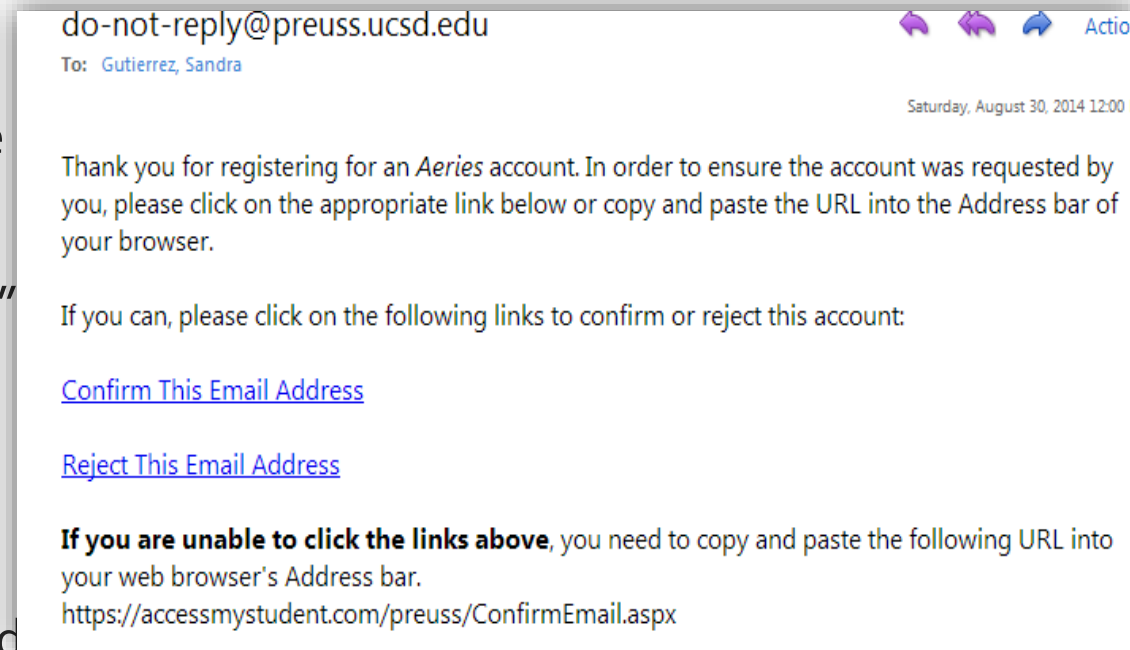 do-not-reply@preuss.ucsd.edu
Actio
To: Gutierrez, Sandra
Saturday, August 30, 2014 12:00
Thank you for registering for an Aeries account. In order to ensure the account was requested by
you, please click on the appropriate link below or copy and paste the URL into the Address bar of
your browser.
”
If you can, please click on the following links to confirm or reject this account:
Confirm This Email Address
Reject This Email Address
If you are unable to click the links above, you need to copy and paste the following URL into
your web browser's Address bar.
https://accessmystudent.com/preuss/ConfirmEmail.aspx
d